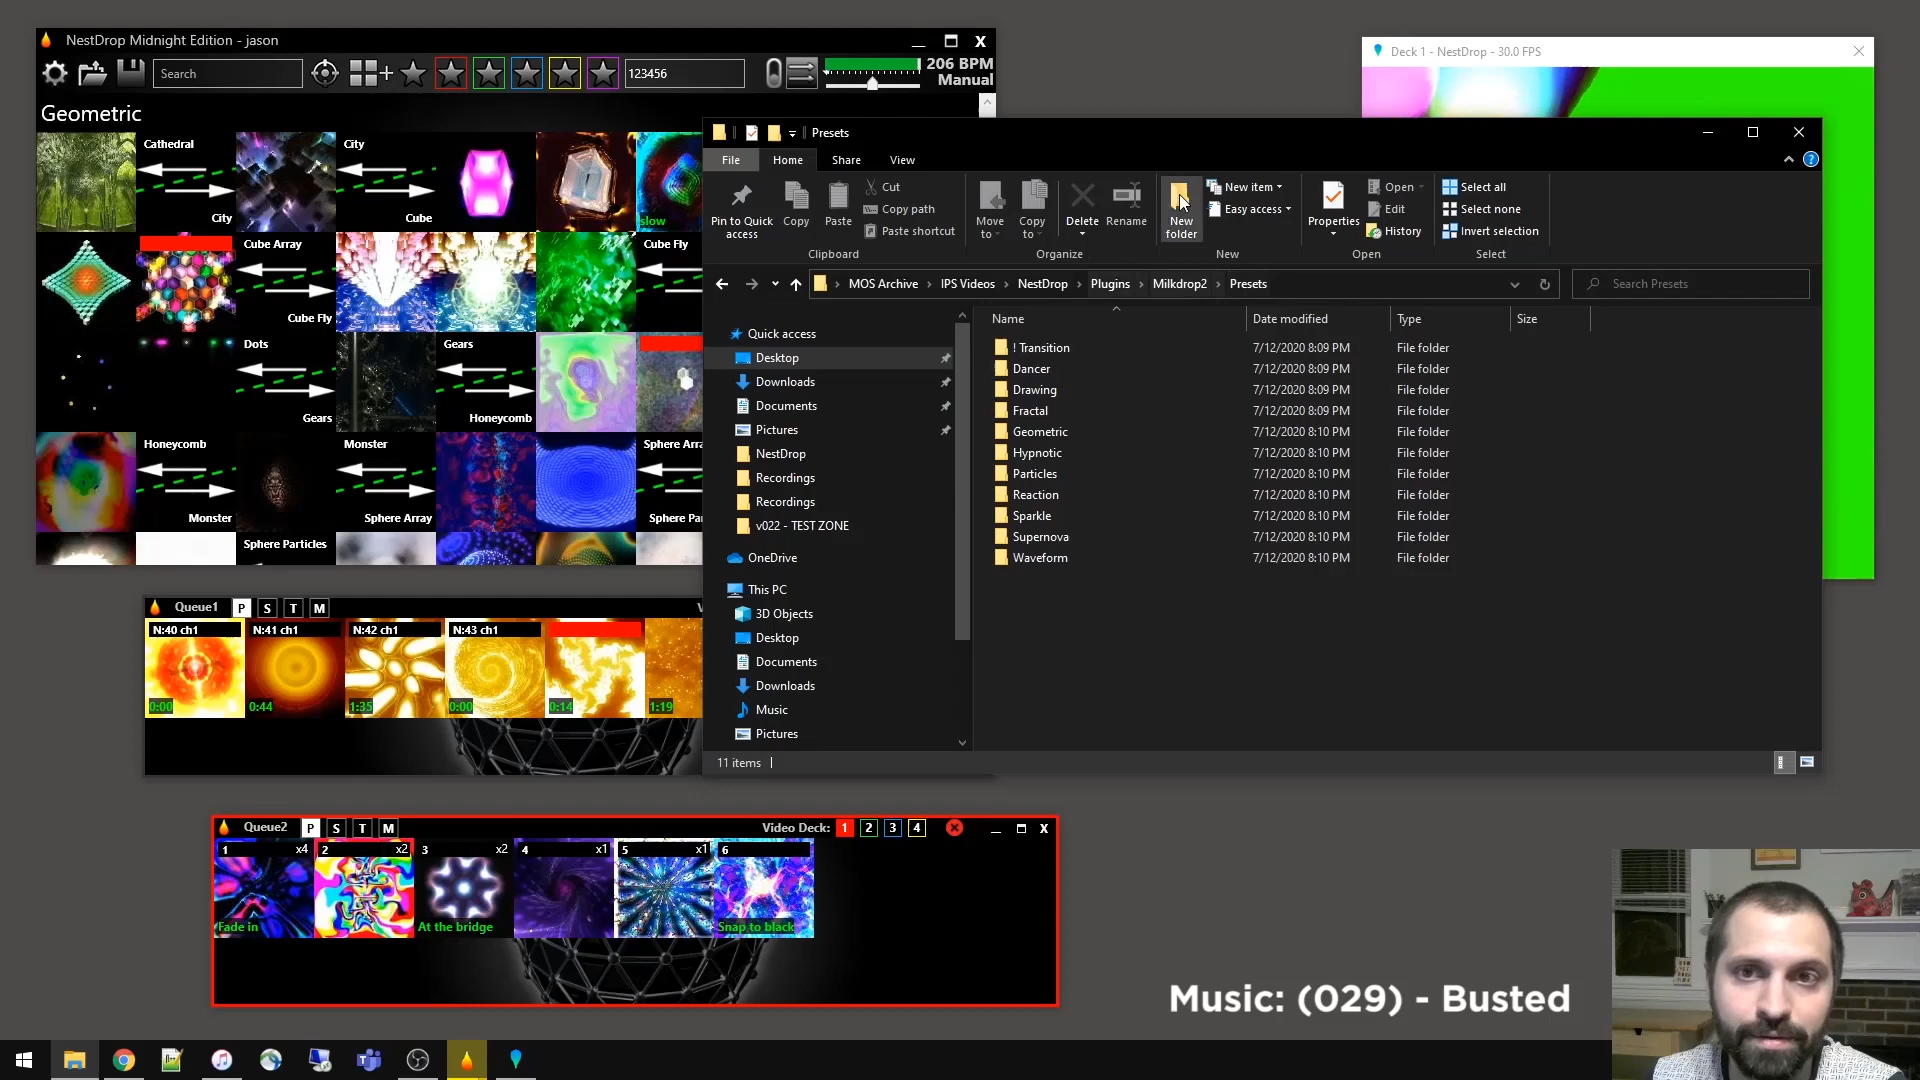 NestDrop Midnight Edition - jason
Search
123456
206 BPM
Manual
Geometric
Cathedral
City
City
Cube
slow
Cube Array
Cube Fly
Cube Fly
Dots
Gears
Gears
Honeycomb
Honeycomb
Monster
Monster
Sphere Array
Sphere Arra
Sphere Par
Sphere Particles
Deck 1 - NestDrop - 30.0 FPS
Presets
File
Home
Share
View
Pin to Quick access
Copy
Paste
Cut
Copy path
Paste shortcut
Clipboard
Move to
Copy to
Delete
Rename
Organize
New folder
New item
Easy access
New
Properties
Open
Edit
History
Open
Select all
Select none
Invert selection
Select
MOS Archive
IPS Videos
NestDrop
Plugins
Milkdrop2
Presets
Search Presets
Quick access
Desktop
Downloads
Documents
Pictures
NestDrop
Recordings
Recordings
v022 - TEST ZONE
OneDrive
This PC
3D Objects
Desktop
Documents
Downloads
Music
Pictures
Name Date modified Type Size
! Transition 7/12/2020 8:09 PM File folder
Dancer 7/12/2020 8:09 PM File folder
Drawing 7/12/2020 8:09 PM File folder
Fractal 7/12/2020 8:09 PM File folder
Geometric 7/12/2020 8:10 PM File folder
Hypnotic 7/12/2020 8:10 PM File folder
Particles 7/12/2020 8:10 PM File folder
Reaction 7/12/2020 8:10 PM File folder
Sparkle 7/12/2020 8:10 PM File folder
Supernova 7/12/2020 8:10 PM File folder
Waveform 7/12/2020 8:10 PM File folder
11 items
Queue1 P S T M
N:40 ch1
N:41 ch1
N:42 ch1
N:43 ch1
0:00
0:44
1:35
0:00
0:14
1:19
Queue2 P S T M
Video Deck: 1 2 3 4
1 x4
2 x2
3 x2
4 x1
5 x1
6
Fade in
At the bridge
Snap to black
Music: (029) - Busted